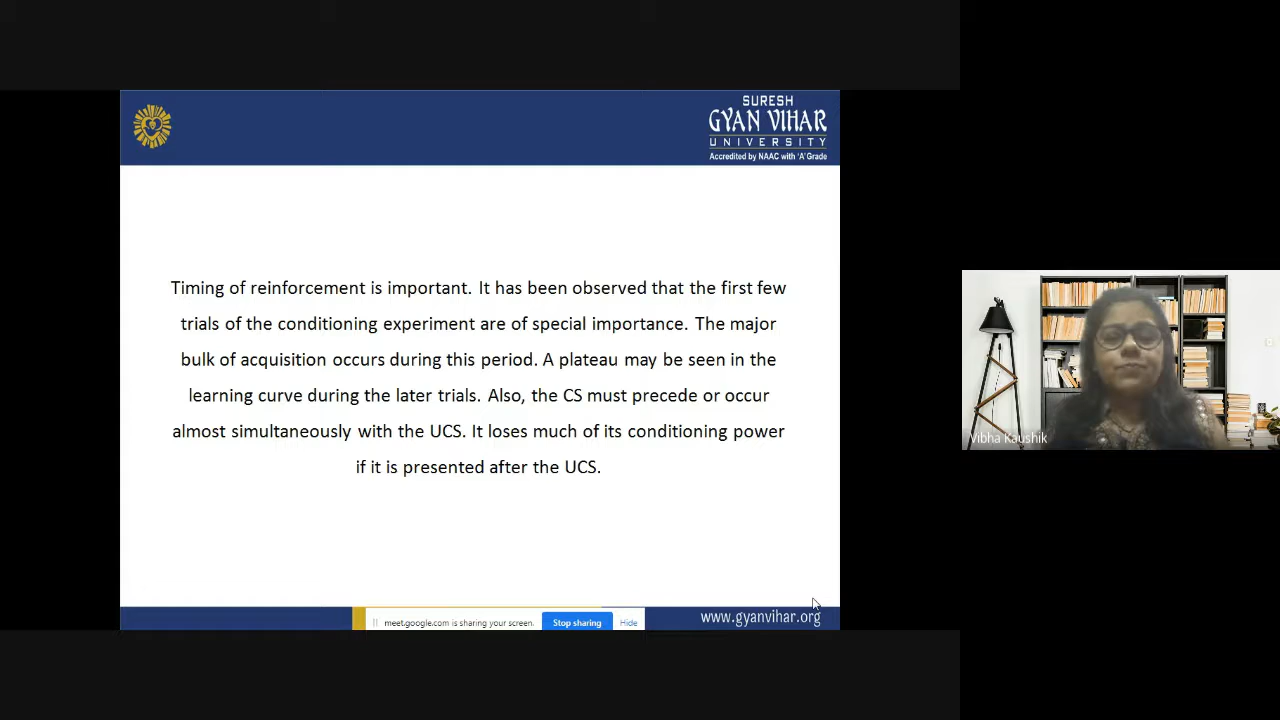 SURESH
GYAN VIHAR
UNIVERSITY
Accredited by NAAC with 'A' Grade
Timing of reinforcement is important. It has been observed that the first few
trials of the conditioning experiment are of special importance. The major
bulk of acquisition occurs during this period. A plateau may be seen in the
learning curve during the later trials. Also, the CS must precede or occur
almost simultaneously with the UCS. It loses much of its conditioning power
if it is presented after the UCS.
Vibha Kaushik
meet.google.com is sharing your screen.
Stop sharing
Hide
www.gyanvihar.org